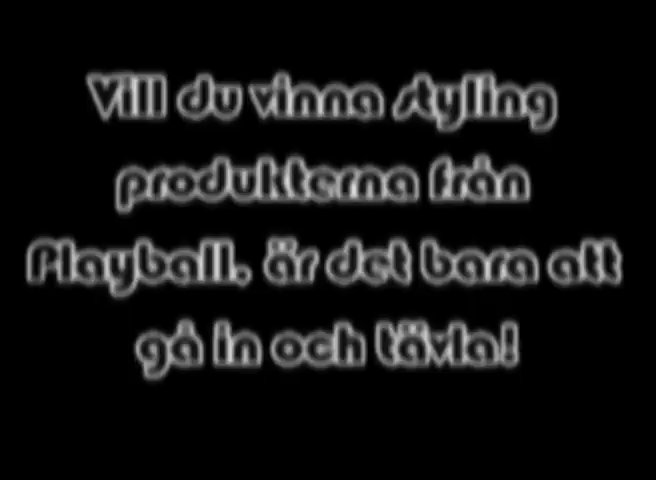 Vill du vinna styling
produkterna från
Playball, är det bara att
gå in och tävla!